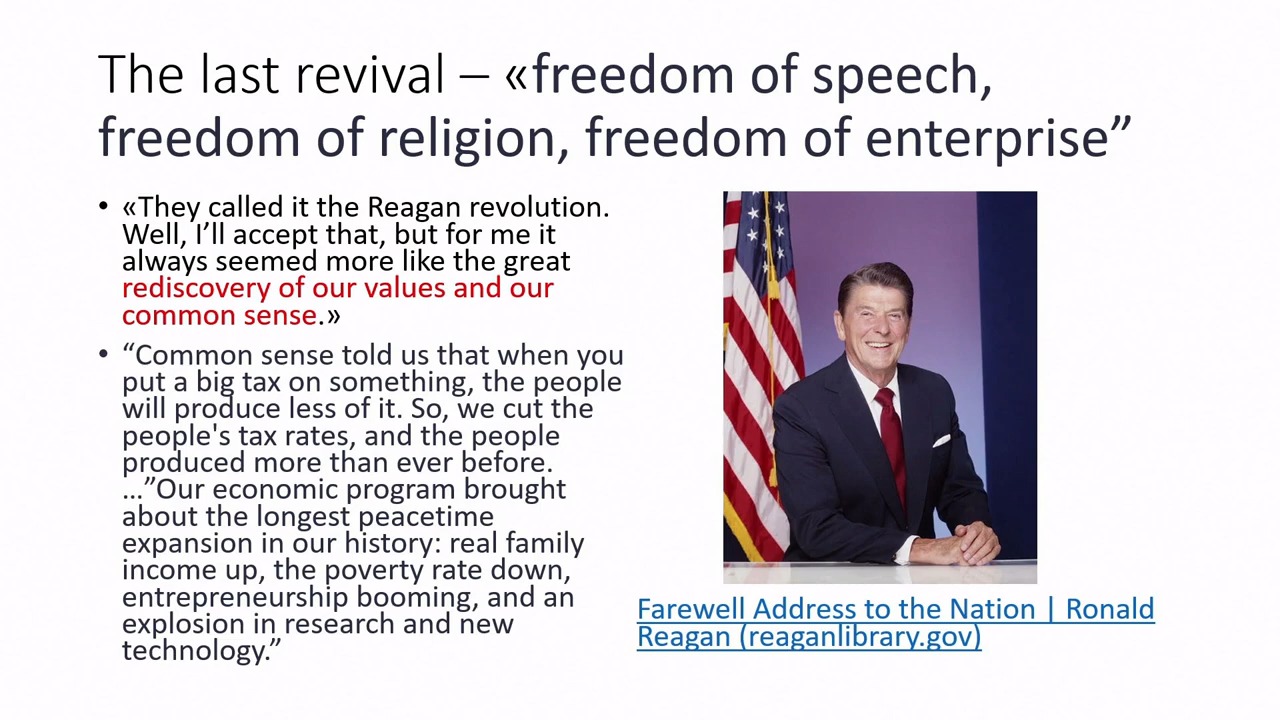 The last revival – «freedom of speech,
freedom of religion, freedom of enterprise”
• «They called it the Reagan revolution.
Well, I’ll accept that, but for me it
always seemed more like the great
rediscovery of our values and our
common sense.»
• “Common sense told us that when you
put a big tax on something, the people
will produce less of it. So, we cut the
people's tax rates, and the people
produced more than ever before.
…”Our economic program brought
about the longest peacetime
expansion in our history: real family
income up, the poverty rate down,
entrepreneurship booming, and an
explosion in research and new
technology.”
Farewell Address to the Nation | Ronald
Reagan (reaganlibrary.gov)